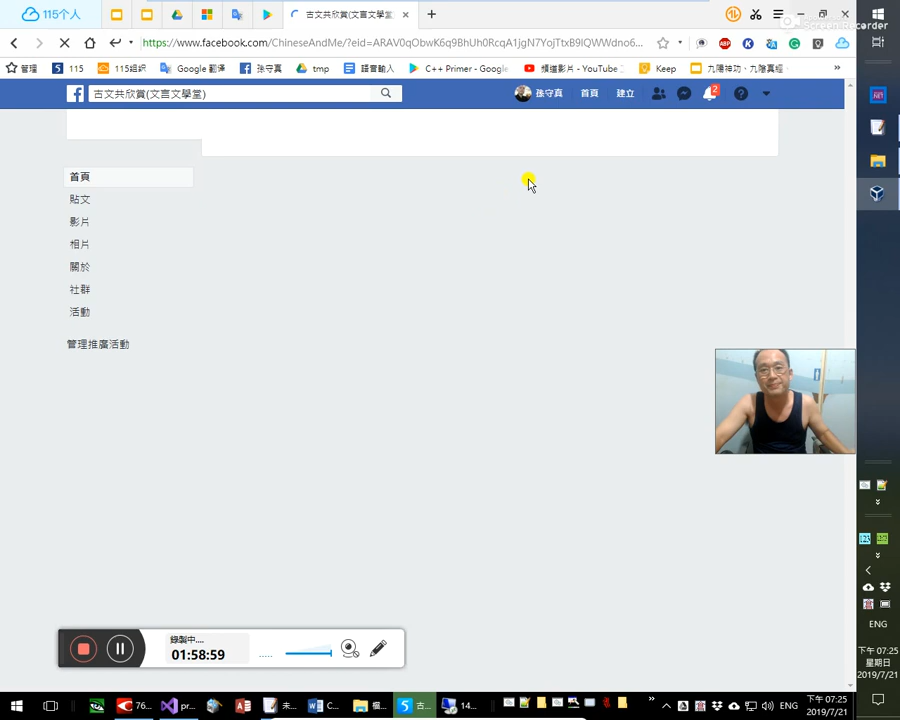 115个人
古文共欣賞(文言文學堂
Screen Recorder
https://www.facebook.com/ChineseAndMe/?eid=ARAV0qObwK6q9BhUh0RcqA1jgN7YojTtxB9IQWWdno6...
ABP
管理
115
115組訳
Google 翻譯
孫守真
tmp
語音輸入
C++ Primer - Google
頻道影片 - YouTube
Keep
九陽神功、九陰真經
古文共欣賞(文言文學堂)
孫守真
首頁
建立
2
首頁
貼文
影片
相片
關於
社群
活動
管理推廣活動
錄製中....
01:58:59
ENG
下午 07:25
星期日
2019/7/21
76...
pr...
未...
C...
古...
14...
ENG
下午 07:25
2019/7/21